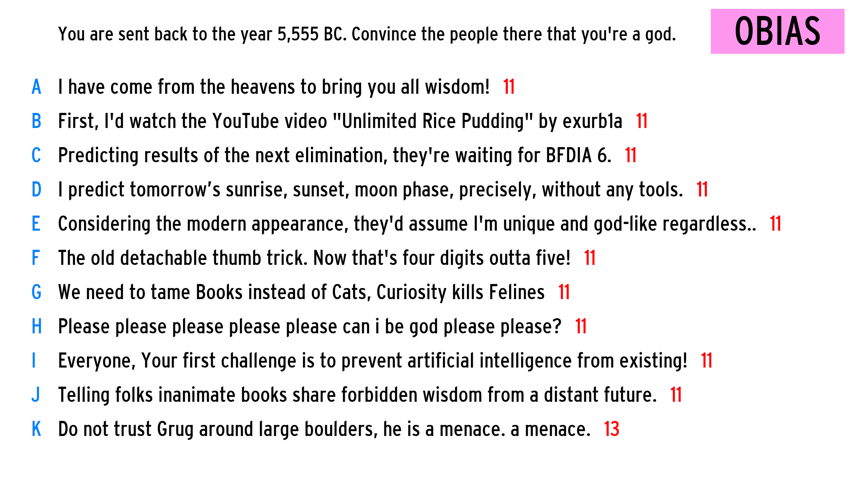 You are sent back to the year 5,555 BC. Convince the people there that you're a god.
OBIAS
A I have come from the heavens to bring you all wisdom! 11
B First, I'd watch the YouTube video "Unlimited Rice Pudding" by exurb1a 11
C Predicting results of the next elimination, they're waiting for BFDIA 6. 11
D I predict tomorrow’s sunrise, sunset, moon phase, precisely, without any tools. 11
E Considering the modern appearance, they'd assume I'm unique and god-like regardless.. 11
F The old detachable thumb trick. Now that's four digits outta five! 11
G We need to tame Books instead of Cats, Curiosity kills Felines 11
H Please please please please please can i be god please please? 11
I Everyone, Your first challenge is to prevent artificial intelligence from existing! 11
J Telling folks inanimate books share forbidden wisdom from a distant future. 11
K Do not trust Grug around large boulders, he is a menace. a menace. 13